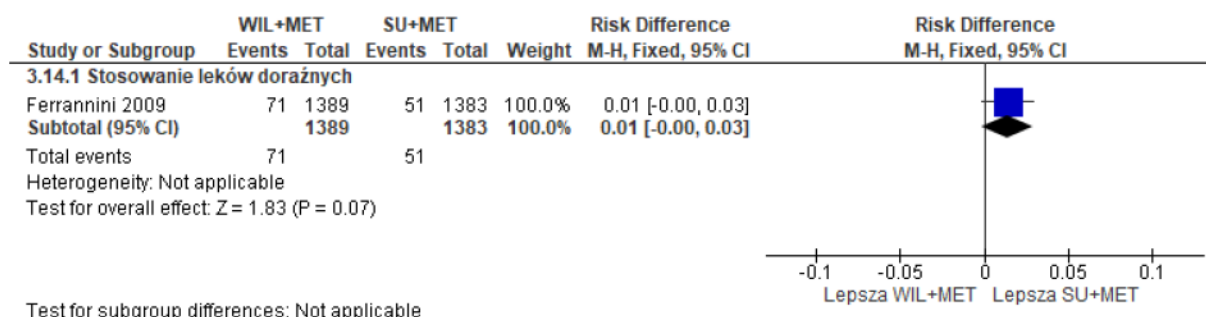 WIL+MET SU+MET Risk Difference Risk Difference
Study or Subgroup Events Total Events Total Weight M-H, Fixed, 95% CI M-H, Fixed, 95% CI
3.14.1 Stosowanie leków doraźnych
Ferrannini 2009 71 1389 51 1383 100.0% 0.01 [-0.00, 0.03]
Subtotal (95% CI) 1389 1383 100.0% 0.01 [-0.00, 0.03]
Total events 71 51
Heterogeneity: Not applicable
Test for overall effect: Z = 1.83 (P = 0.07)
-0.1 -0.05 0 0.05 0.1
Lepsza WIL+MET Lepsza SU+MET
Test for subgroup differences: Not applicable